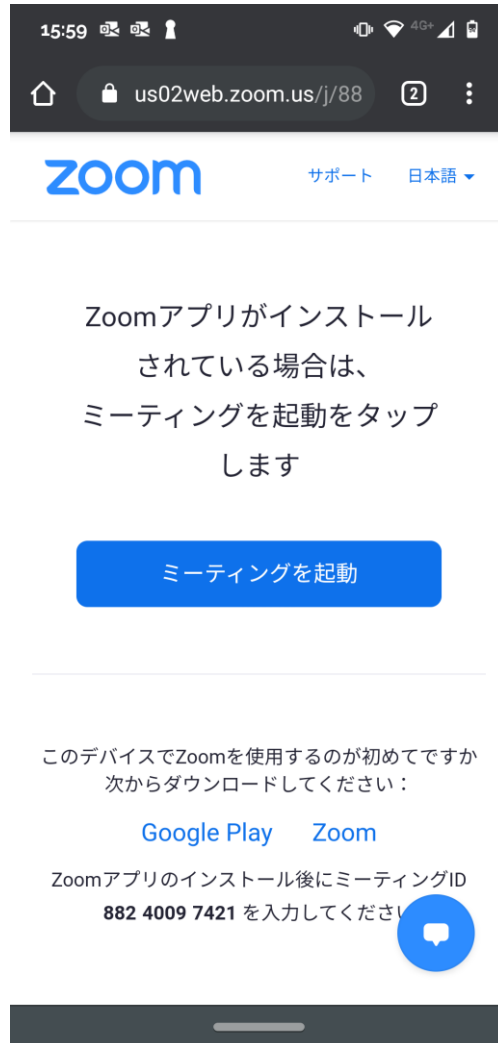 15:59
4G+
us02web.zoom.us/j/88
2
zoom
サポート 日本語
Zoomアプリがインストール
されている場合は、
ミーティングを起動をタップ
します
ミーティングを起動
このデバイスでZoomを使用するのが初めてですか
次からダウンロードしてください：
Google Play Zoom
Zoomアプリのインストール後にミーティングID
882 4009 7421 を入力してくださ